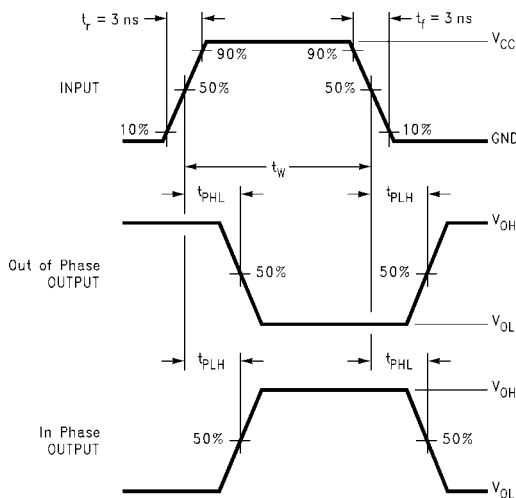 t_r = 3 ns
t_f = 3 ns
V_CC
90%
90%
INPUT
50%
50%
10%
10%
GND
t_W
t_PHL
t_PLH
V_OH
Out of Phase
OUTPUT
50%
50%
V_OL
t_PLH
t_PHL
V_OH
In Phase
OUTPUT
50%
50%
V_OL